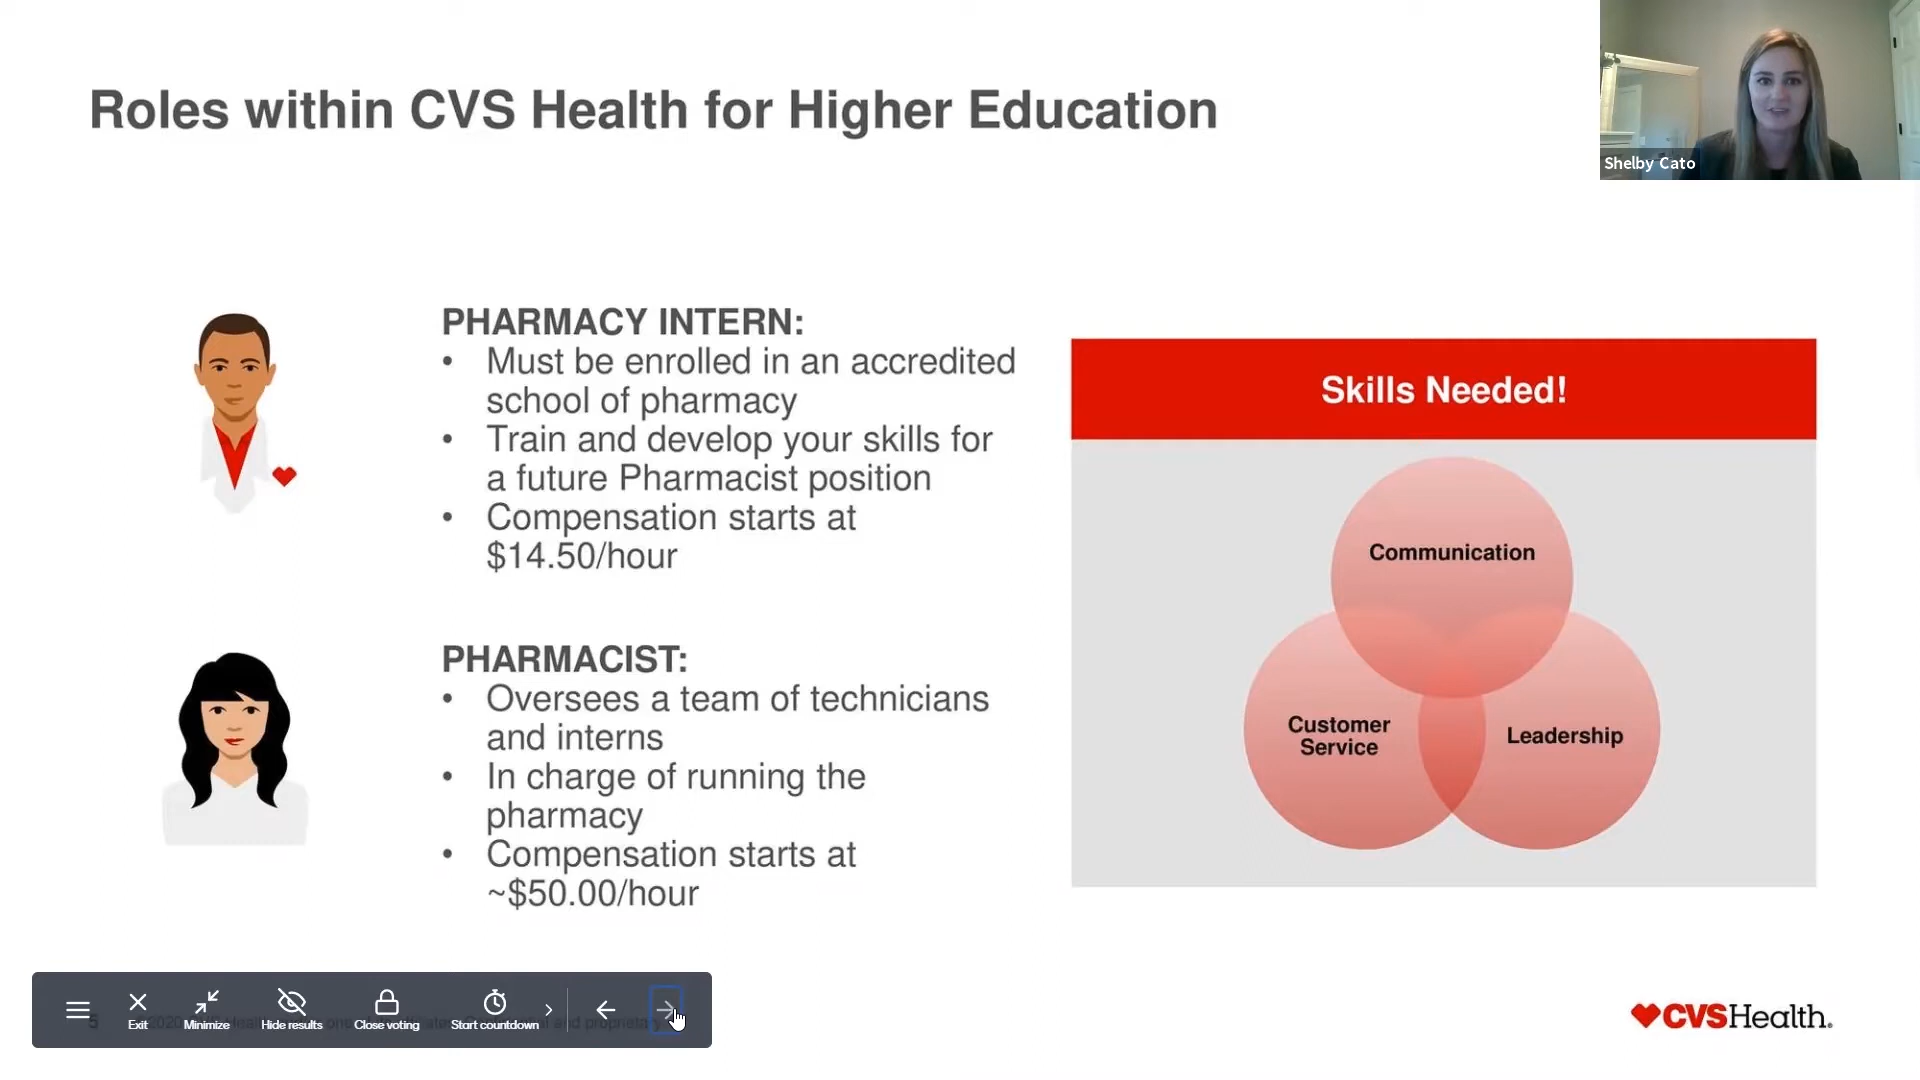 Roles within CVS Health for Higher Education
Shelby Cato
PHARMACY INTERN:
• Must be enrolled in an accredited
school of pharmacy
• Train and develop your skills for
a future Pharmacist position
• Compensation starts at
$14.50/hour
PHARMACIST:
• Oversees a team of technicians
and interns
• In charge of running the
pharmacy
• Compensation starts at
~$50.00/hour
Skills Needed!
Communication
Customer
Service
Leadership
Exit
Minimize
Hide results
Close voting
Start countdown
5
and proprietary
CVSHealth.